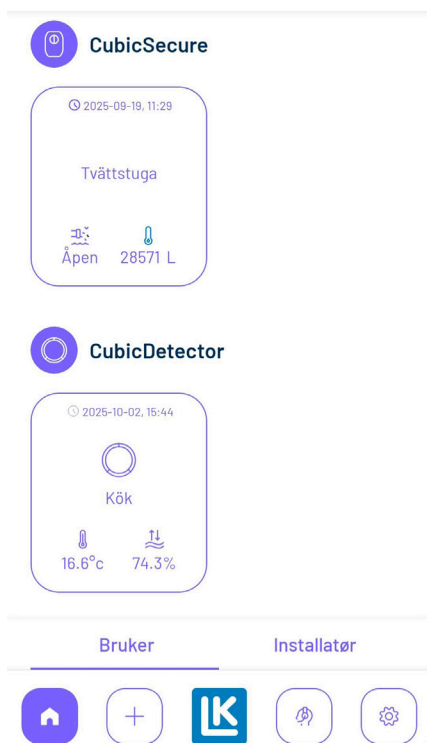 CubicSecure
2025-09-19, 11:29
Tvättstuga
Åpen 28571 L
CubicDetector
2025-10-02, 15:44
Kök
16.6°c 74.3%
Bruker Installatør
LK